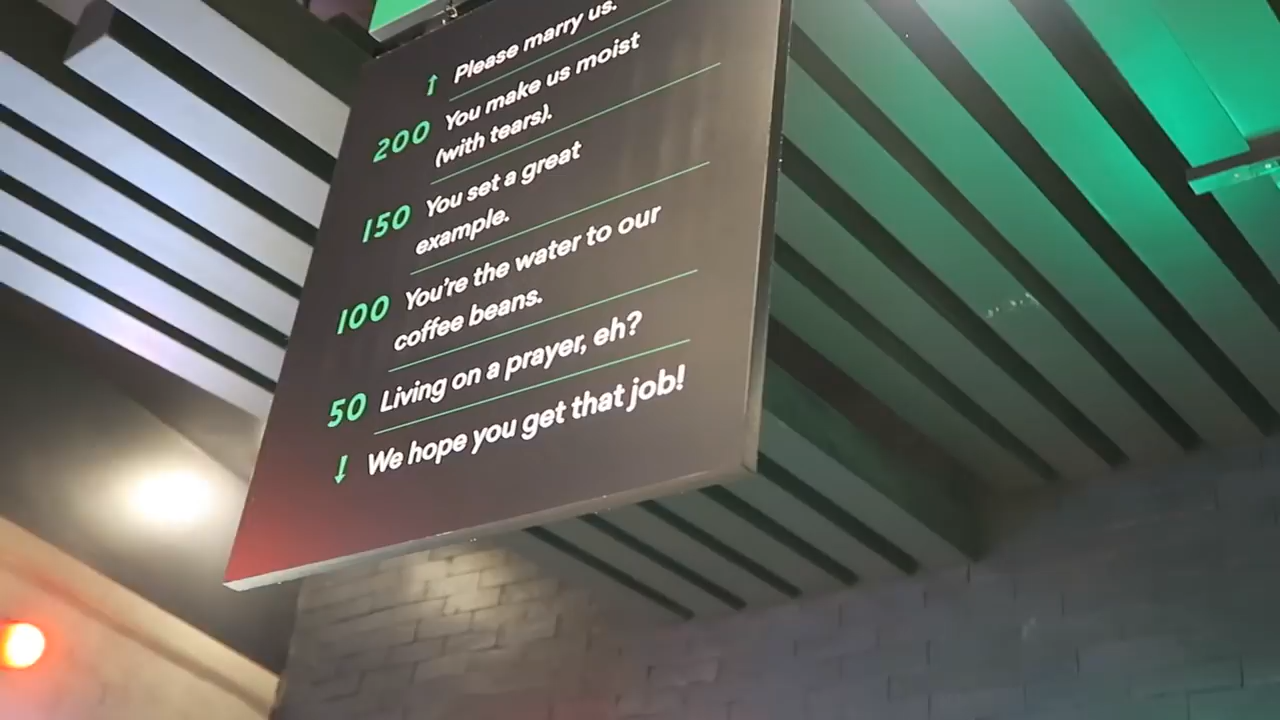 ↑ Please marry us.
200 You make us moist
(with tears).
150 You set a great
example.
100 You're the water to our
coffee beans.
50 Living on a prayer, eh?
↓ We hope you get that job!